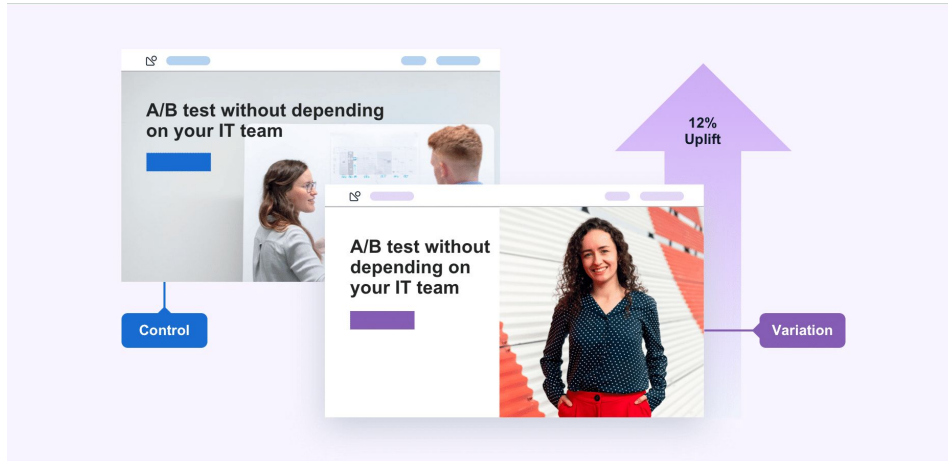 A/B test without depending
on your IT team
12%
Uplift
A/B test without
depending on
your IT team
Control
Variation